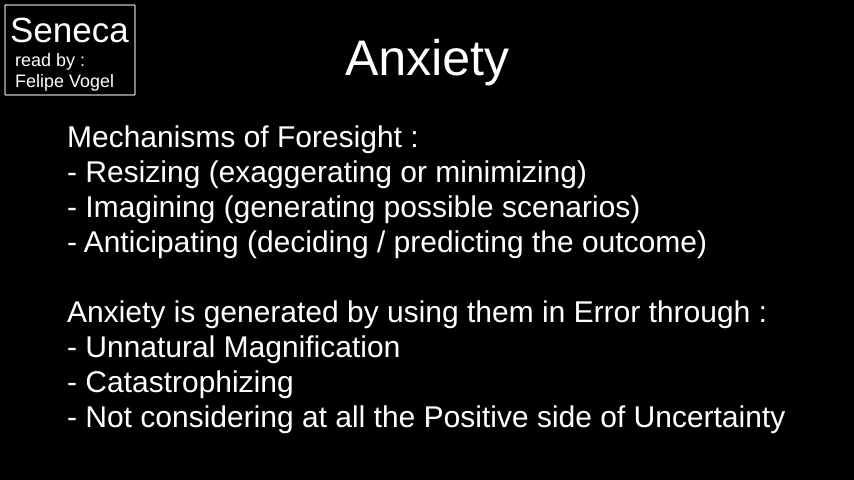 Seneca
read by :
Felipe Vogel
Anxiety
Mechanisms of Foresight :
- Resizing (exaggerating or minimizing)
- Imagining (generating possible scenarios)
- Anticipating (deciding / predicting the outcome)
Anxiety is generated by using them in Error through :
- Unnatural Magnification
- Catastrophizing
- Not considering at all the Positive side of Uncertainty